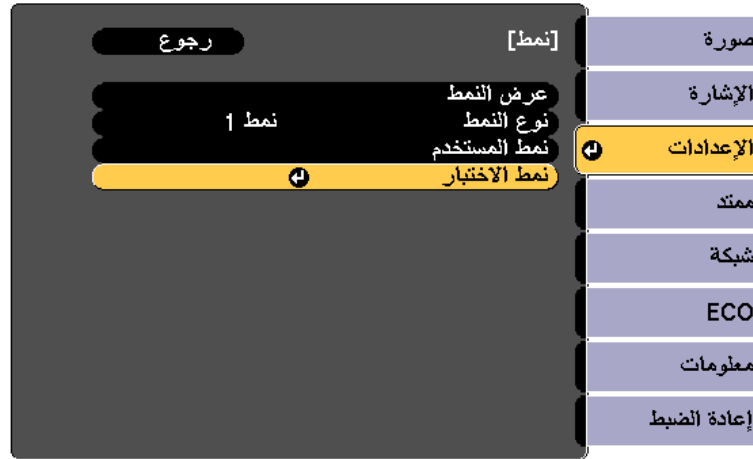 [نمط]
رجوع
عرض النمط
نوع النمط نمط 1
نمط المستخدم
نمط الاختبار
صورة
الإشارة
الإعدادات
ممتد
شبكة
ECO
معلومات
إعادة الضبط